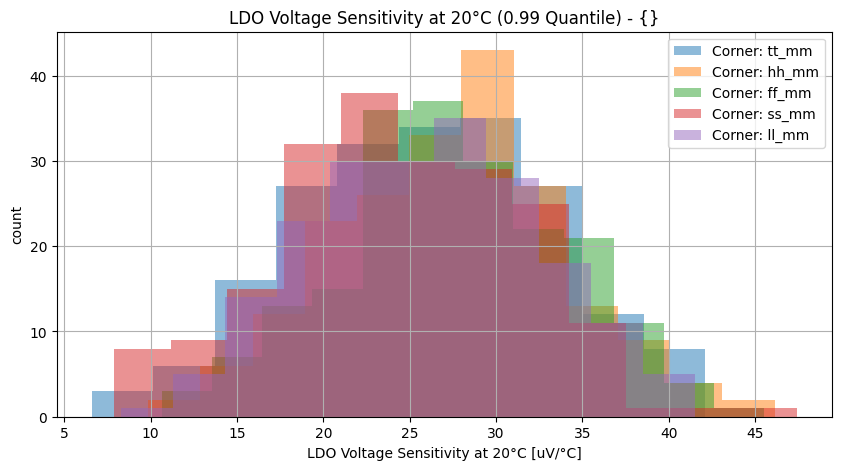 LDO Voltage Sensitivity at 20°C (0.99 Quantile) - {}
Corner: tt_mm
Corner: hh_mm
Corner: ff_mm
Corner: ss_mm
Corner: ll_mm
count
40
30
20
10
0
5 10 15 20 25 30 35 40 45
LDO Voltage Sensitivity at 20°C [uV/°C]